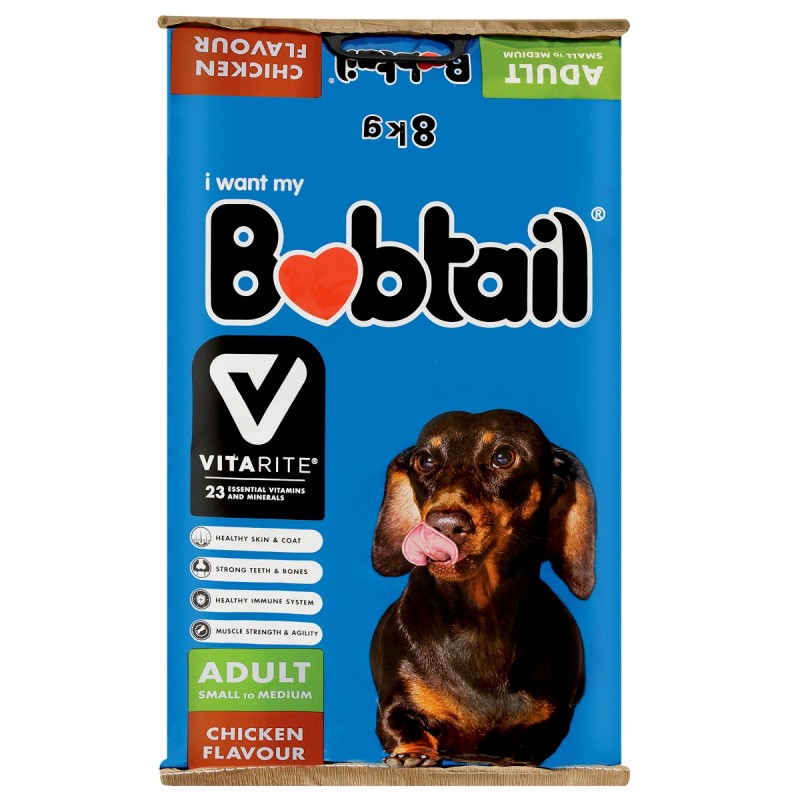 CHICKEN
FLAVOUR
Bobtail®
ADULT
SMALL TO MEDIUM
8kg
i want my
Bobtail®
VITARITE®
23 ESSENTIAL VITAMINS
AND MINERALS
HEALTHY SKIN & COAT
STRONG TEETH & BONES
HEALTHY IMMUNE SYSTEM
MUSCLE STRENGTH & AGILITY
ADULT
SMALL TO MEDIUM
CHICKEN
FLAVOUR